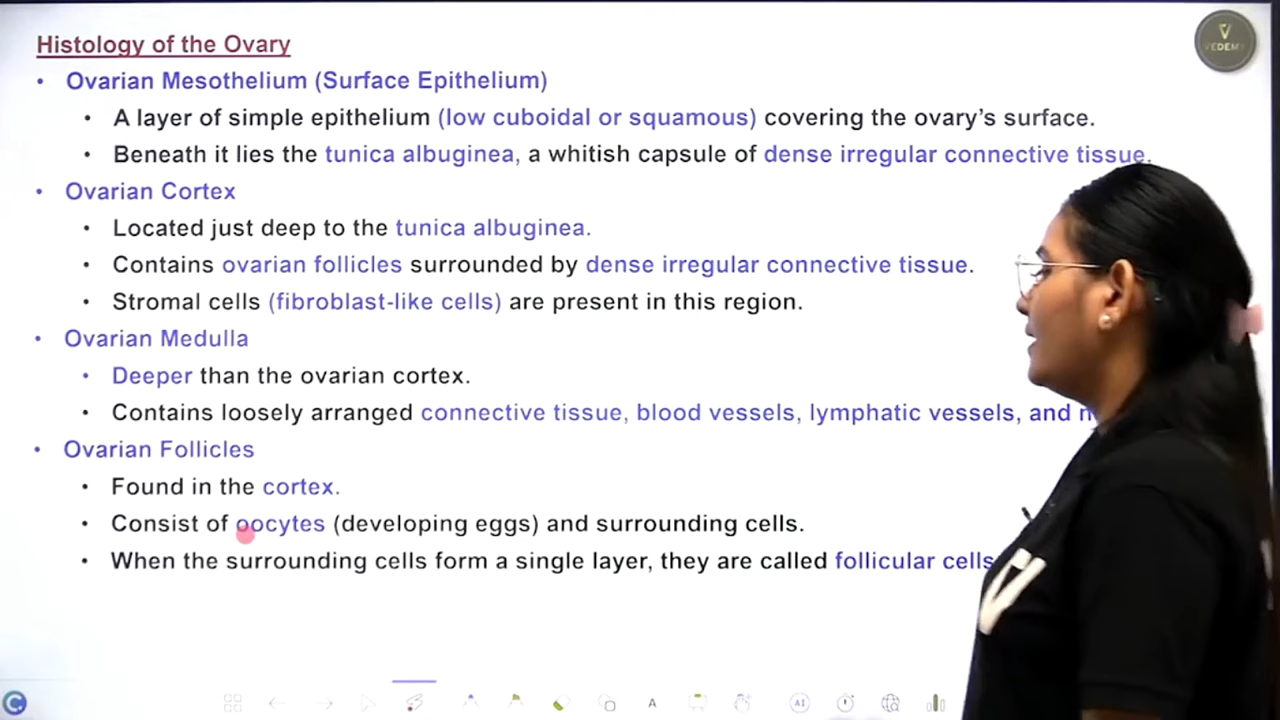 Histology of the Ovary
VEDEMY
• Ovarian Mesothelium (Surface Epithelium)
• A layer of simple epithelium (low cuboidal or squamous) covering the ovary's surface.
• Beneath it lies the tunica albuginea, a whitish capsule of dense irregular connective tissue.
• Ovarian Cortex
• Located just deep to the tunica albuginea.
• Contains ovarian follicles surrounded by dense irregular connective tissue.
• Stromal cells (fibroblast-like cells) are present in this region.
• Ovarian Medulla
• Deeper than the ovarian cortex.
• Contains loosely arranged connective tissue, blood vessels, lymphatic vessels, and
• Ovarian Follicles
• Found in the cortex.
• Consist of oocytes (developing eggs) and surrounding cells.
• When the surrounding cells form a single layer, they are called follicular cells
A
AI